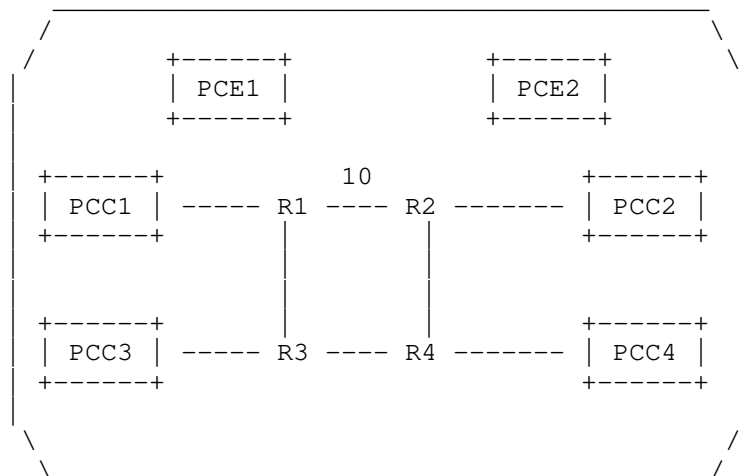 PCE1 PCE2
10
PCC1 ----- R1 ---- R2 ------- PCC2
PCC3 ----- R3 ---- R4 ------- PCC4